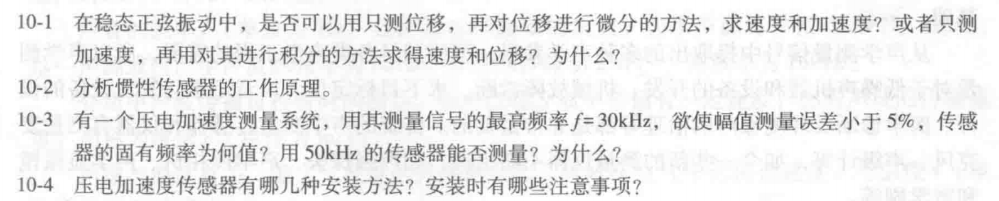 10-1 在稳态正弦振动中，是否可以用只测位移，再对位移进行微分的方法，求速度和加速度？或者只测
加速度，再用对其进行积分的方法求得速度和位移？为什么？
10-2 分析惯性传感器的工作原理。
10-3 有一个压电加速度测量系统，用其测量信号的最高频率 f=30kHz，欲使幅值测量误差小于 5%，传感
器的固有频率为何值？用 50kHz 的传感器能否测量？为什么？
10-4 压电加速度传感器有哪几种安装方法？安装时有哪些注意事项？